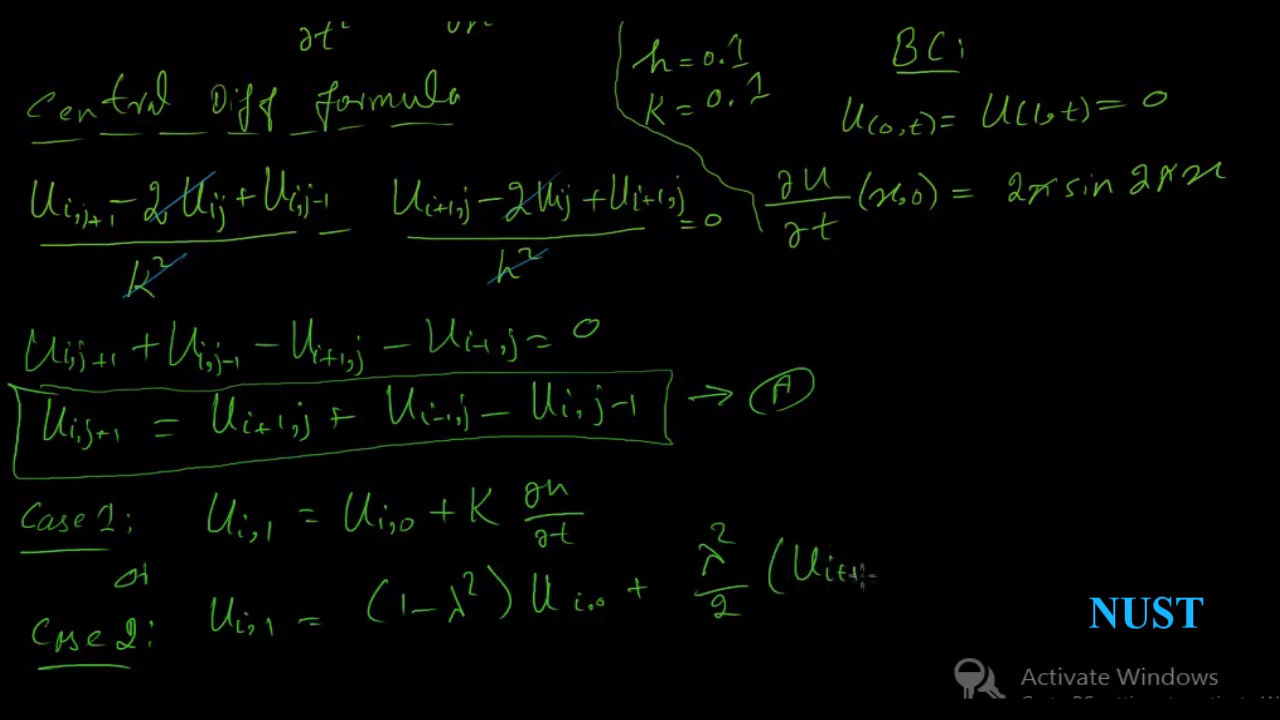 ∂t² ∂x²
Central Diff formula
h = 0.1
K = 0.1
BC:
U(0,t) = U(1,t) = 0
∂U/∂t (x,0) = 2π sin 2πx
(U_{i,j+1} - 2U_{ij} + U_{i,j-1})/k² - (U_{i+1,j} - 2U_{ij} + U_{i+1,j})/h² = 0
U_{i,j+1} + U_{i,j-1} - U_{i+1,j} - U_{i-1,j} = 0
U_{i,j+1} = U_{i+1,j} + U_{i-1,j} - U_{i,j-1} → (A)
Case 1: U_{i,1} = U_{i,0} + K ∂u/∂t
or
Case 2: U_{i,1} = (1-λ²) U_{i,0} + λ²/2 (U_{i+1
NUST
Activate Windows